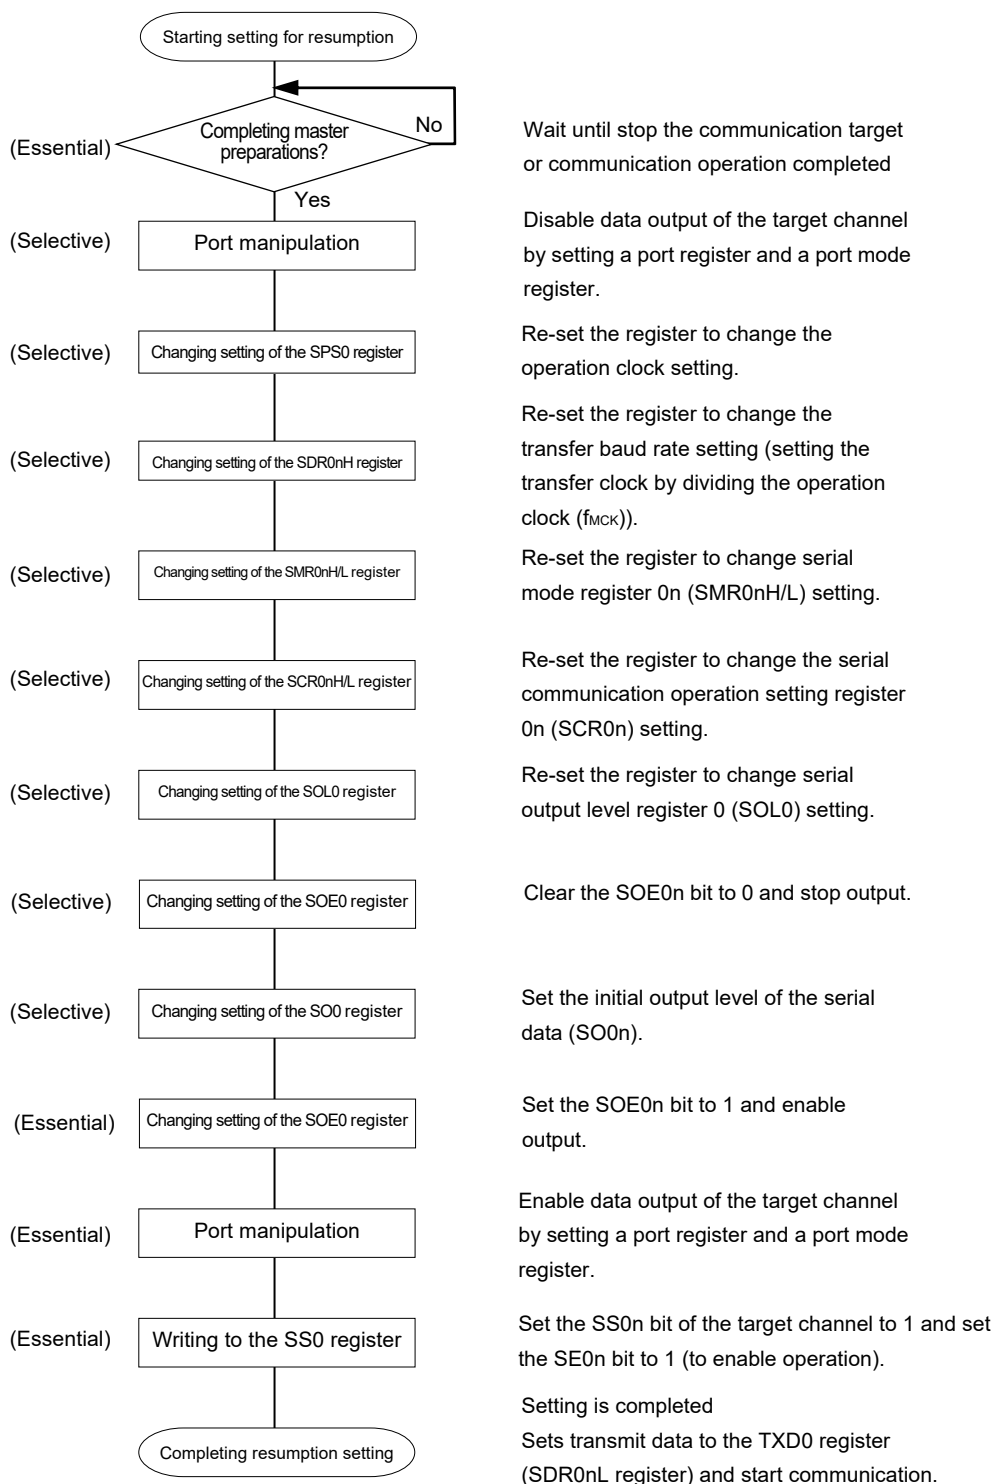 Starting setting for resumption
(Essential)
Completing master
preparations?
No
Yes
Wait until stop the communication target
or communication operation completed
(Selective)
Port manipulation
Disable data output of the target channel
by setting a port register and a port mode
register.
(Selective)
Changing setting of the SPS0 register
Re-set the register to change the
operation clock setting.
(Selective)
Changing setting of the SDR0nH register
Re-set the register to change the
transfer baud rate setting (setting the
transfer clock by dividing the operation
clock (fMCK)).
(Selective)
Changing setting of the SMR0nH/L register
Re-set the register to change serial
mode register 0n (SMR0nH/L) setting.
(Selective)
Changing setting of the SCR0nH/L register
Re-set the register to change the serial
communication operation setting register
0n (SCR0n) setting.
(Selective)
Changing setting of the SOL0 register
Re-set the register to change serial
output level register 0 (SOL0) setting.
(Selective)
Changing setting of the SOE0 register
Clear the SOE0n bit to 0 and stop output.
(Selective)
Changing setting of the SO0 register
Set the initial output level of the serial
data (SO0n).
(Essential)
Changing setting of the SOE0 register
Set the SOE0n bit to 1 and enable
output.
(Essential)
Port manipulation
Enable data output of the target channel
by setting a port register and a port mode
register.
(Essential)
Writing to the SS0 register
Set the SS0n bit of the target channel to 1 and set
the SE0n bit to 1 (to enable operation).
Completing resumption setting
Setting is completed
Sets transmit data to the TXD0 register
(SDR0nL register) and start communication.